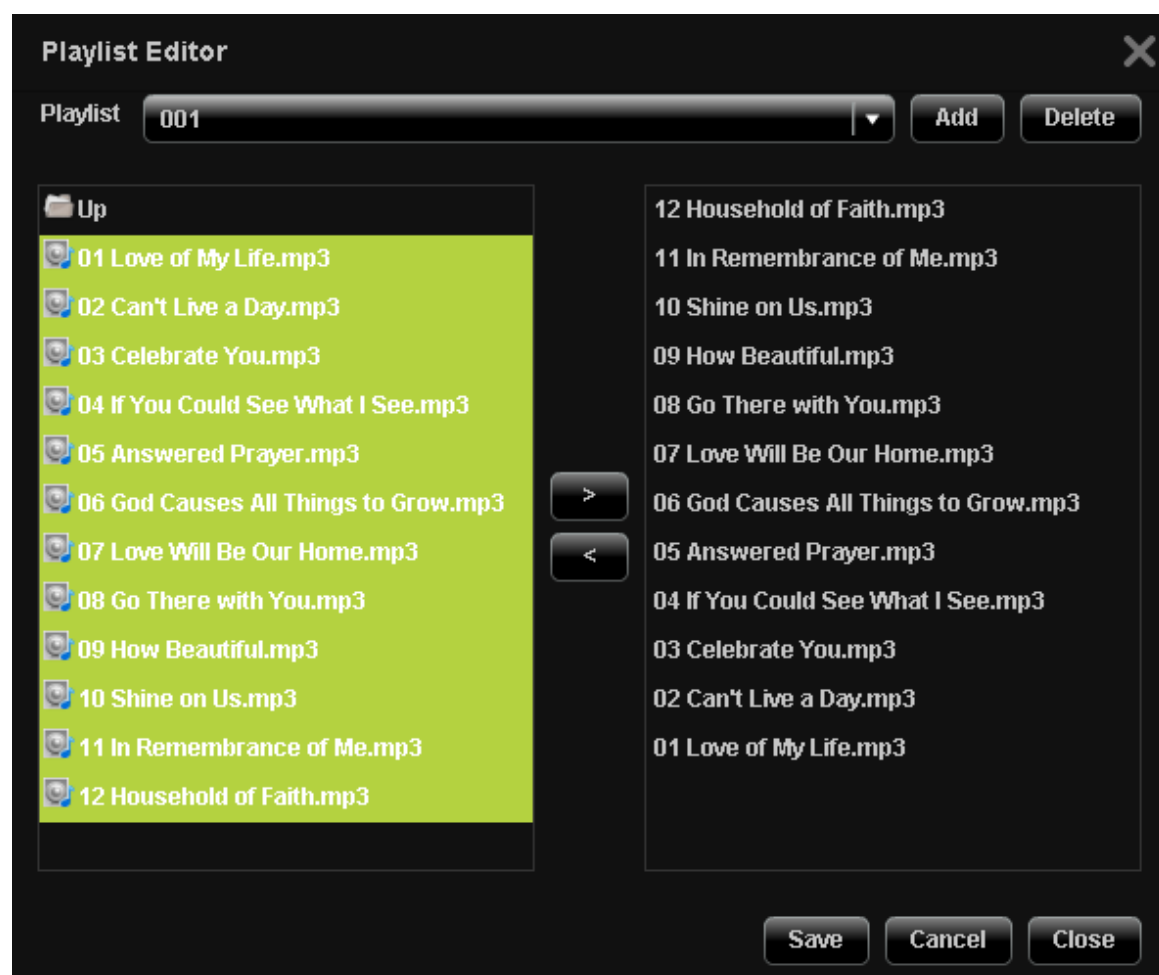 Playlist Editor
Playlist 001 Add Delete
Up
01 Love of My Life.mp3
02 Can't Live a Day.mp3
03 Celebrate You.mp3
04 If You Could See What I See.mp3
05 Answered Prayer.mp3
06 God Causes All Things to Grow.mp3
07 Love Will Be Our Home.mp3
08 Go There with You.mp3
09 How Beautiful.mp3
10 Shine on Us.mp3
11 In Remembrance of Me.mp3
12 Household of Faith.mp3
>
<
12 Household of Faith.mp3
11 In Remembrance of Me.mp3
10 Shine on Us.mp3
09 How Beautiful.mp3
08 Go There with You.mp3
07 Love Will Be Our Home.mp3
06 God Causes All Things to Grow.mp3
05 Answered Prayer.mp3
04 If You Could See What I See.mp3
03 Celebrate You.mp3
02 Can't Live a Day.mp3
01 Love of My Life.mp3
Save Cancel Close